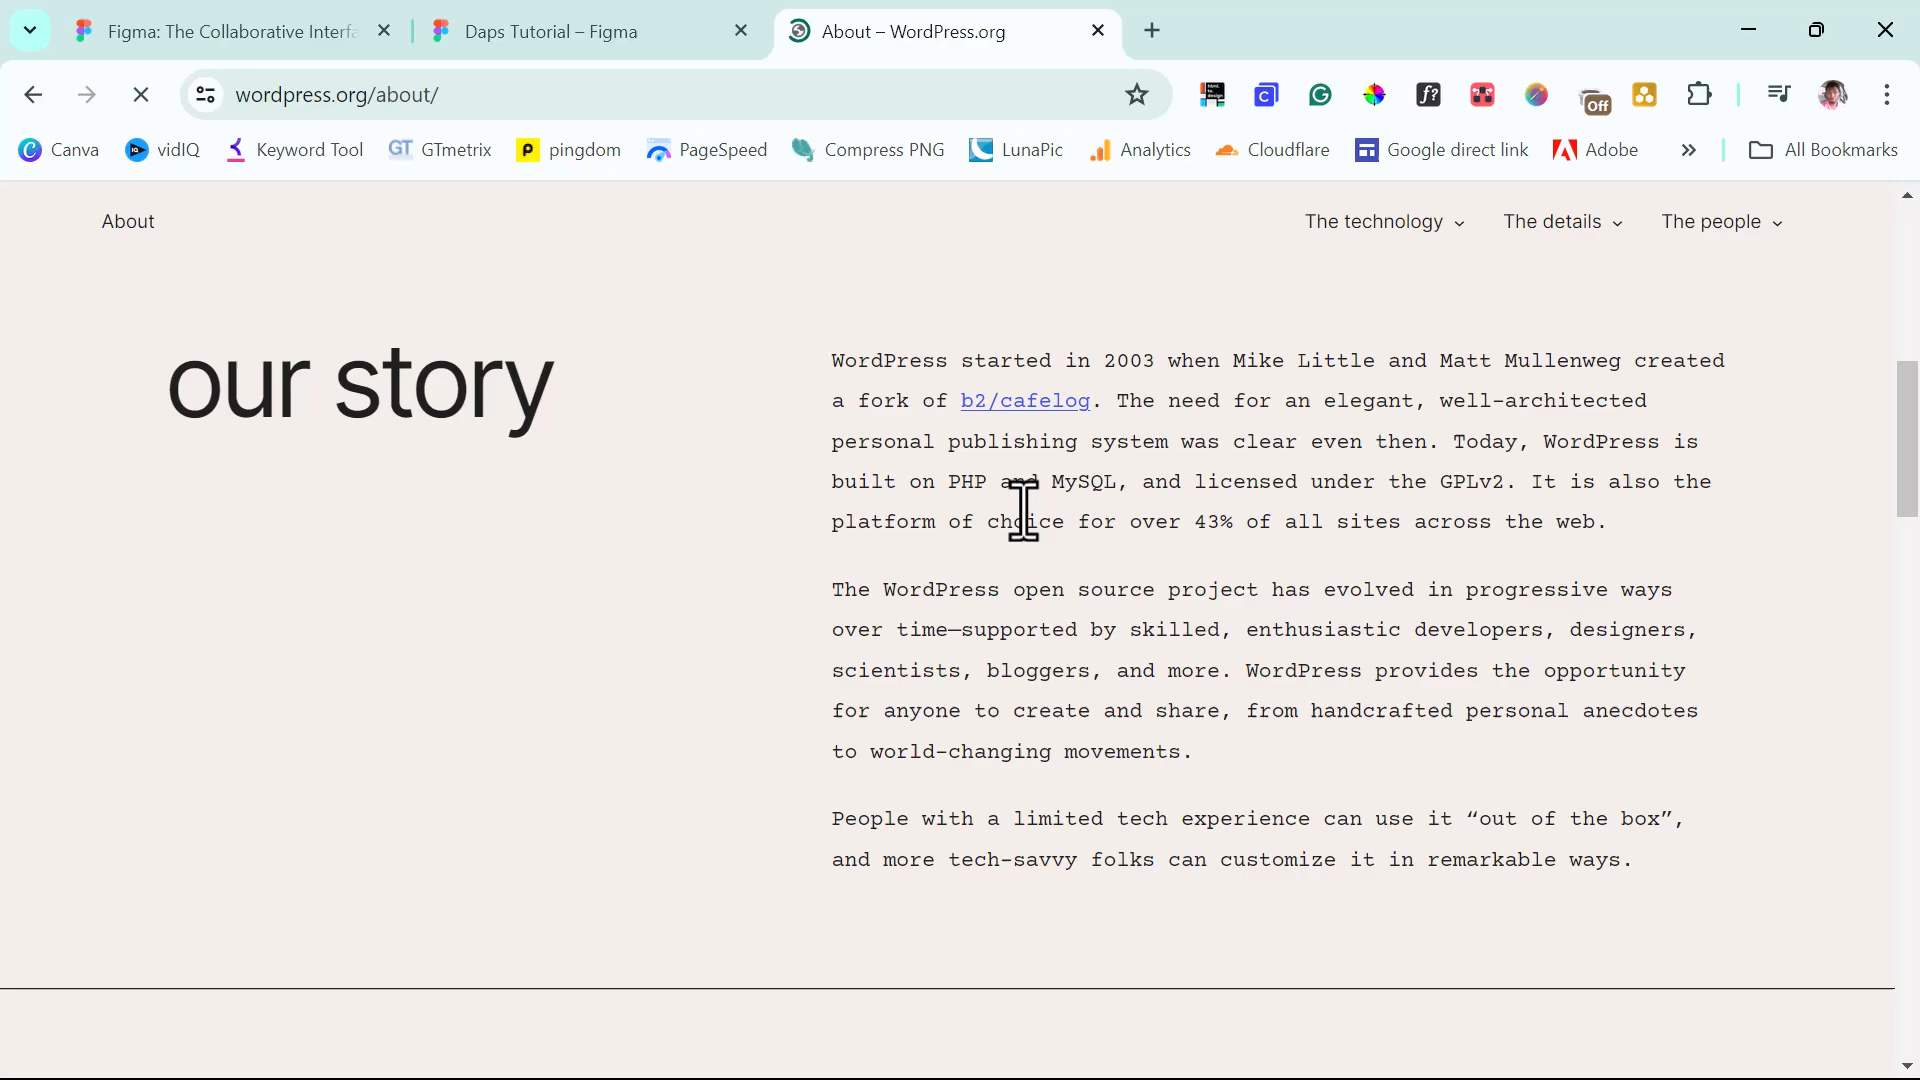 Figma: The Collaborative Interfa
Daps Tutorial – Figma
About – WordPress.org
wordpress.org/about/
Off
Canva
vidIQ
Keyword Tool
GT GTmetrix
pingdom
PageSpeed
Compress PNG
LunaPic
Analytics
Cloudflare
Google direct link
Adobe
All Bookmarks
About
The technology
The details
The people
our story
WordPress started in 2003 when Mike Little and Matt Mullenweg created
a fork of b2/cafelog. The need for an elegant, well-architected
personal publishing system was clear even then. Today, WordPress is
built on PHP and MySQL, and licensed under the GPLv2. It is also the
platform of choice for over 43% of all sites across the web.
The WordPress open source project has evolved in progressive ways
over time—supported by skilled, enthusiastic developers, designers,
scientists, bloggers, and more. WordPress provides the opportunity
for anyone to create and share, from handcrafted personal anecdotes
to world-changing movements.
People with a limited tech experience can use it “out of the box”,
and more tech-savvy folks can customize it in remarkable ways.